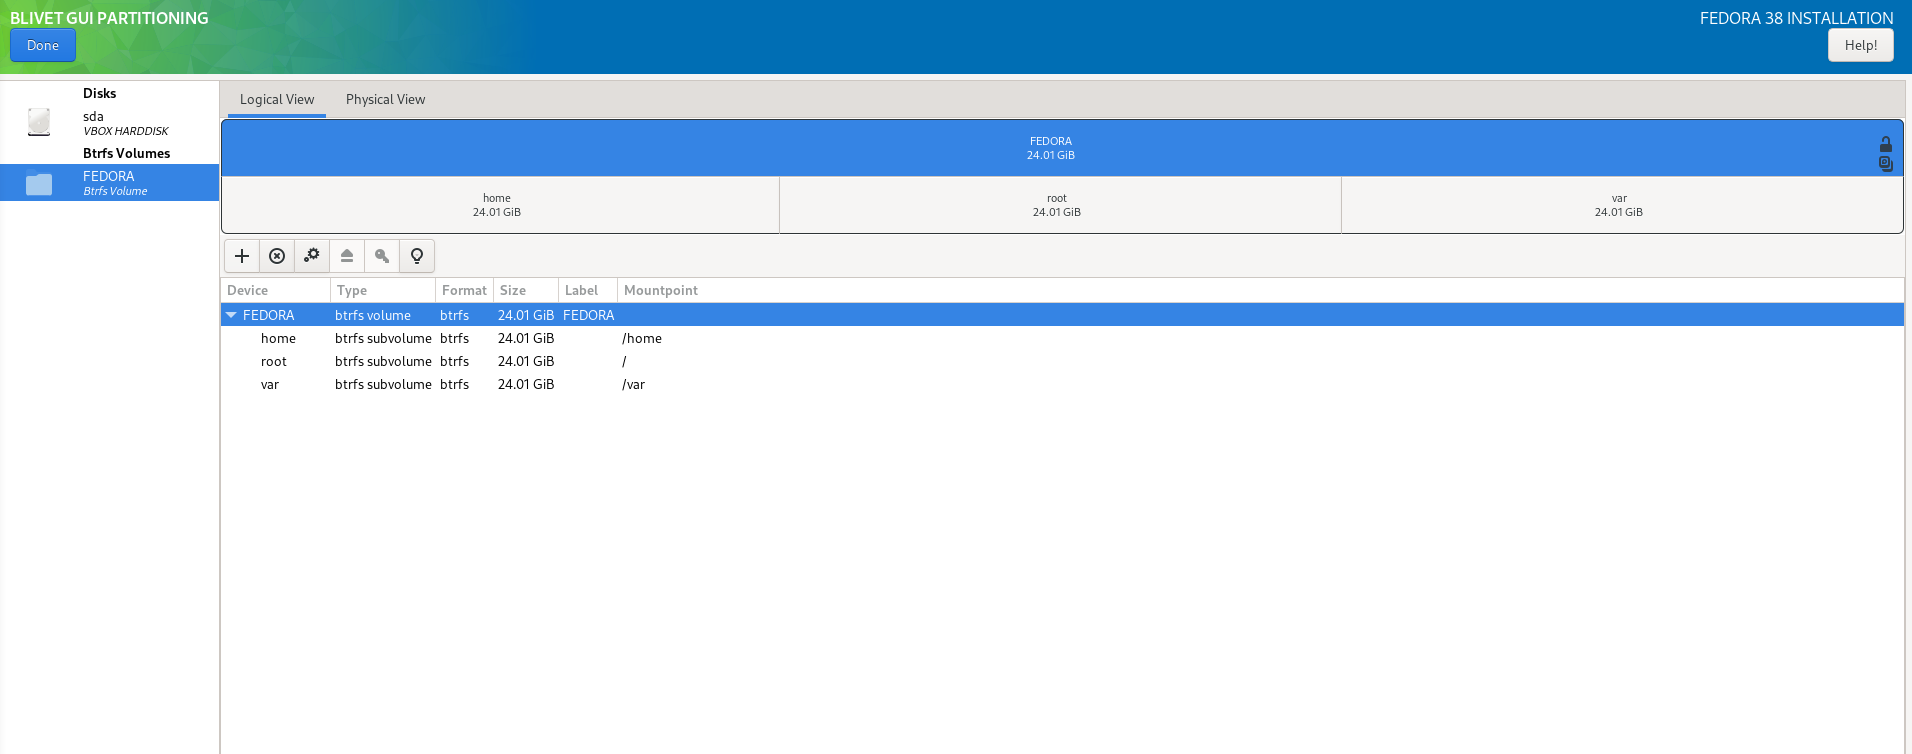 BLIVET GUI PARTITIONING
FEDORA 38 INSTALLATION
Done
Help!
Disks
sda
VBOX HARDDISK
Btrfs Volumes
FEDORA
Btrfs Volume
Logical View Physical View
FEDORA
24.01 GiB
home
24.01 GiB
root
24.01 GiB
var
24.01 GiB
Device Type Format Size Label Mountpoint
FEDORA btrfs volume btrfs 24.01 GiB FEDORA
home btrfs subvolume btrfs 24.01 GiB /home
root btrfs subvolume btrfs 24.01 GiB /
var btrfs subvolume btrfs 24.01 GiB /var